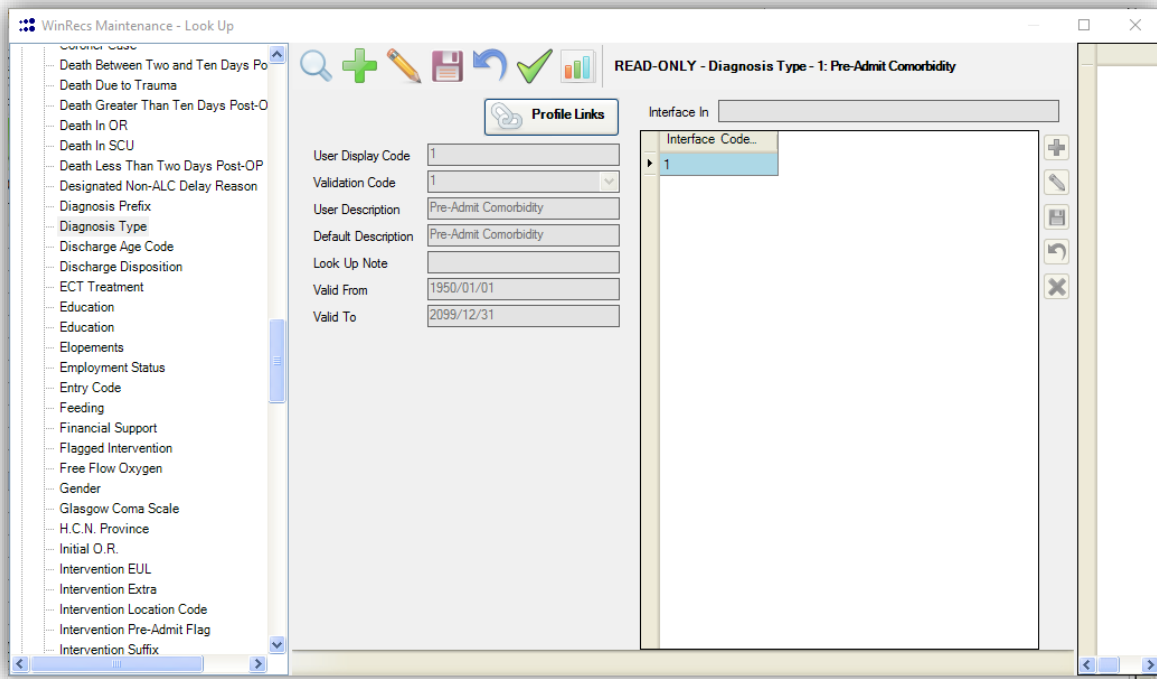 WinRecs Maintenance - Look Up
Coroner Case
Death Between Two and Ten Days Po
Death Due to Trauma
Death Greater Than Ten Days Post-O
Death In OR
Death In SCU
Death Less Than Two Days Post-OP
Designated Non-ALC Delay Reason
Diagnosis Prefix
Diagnosis Type
Discharge Age Code
Discharge Disposition
ECT Treatment
Education
Education
Elopements
Employment Status
Entry Code
Feeding
Financial Support
Flagged Intervention
Free Flow Oxygen
Gender
Glasgow Coma Scale
H.C.N. Province
Initial O.R.
Intervention EUL
Intervention Extra
Intervention Location Code
Intervention Pre-Admit Flag
Intervention Suffix
READ-ONLY - Diagnosis Type - 1: Pre-Admit Comorbidity
Profile Links
User Display Code 1
Validation Code 1
User Description Pre-Admit Comorbidity
Default Description Pre-Admit Comorbidity
Look Up Note
Valid From 1950/01/01
Valid To 2099/12/31
Interface In
Interface Code...
1